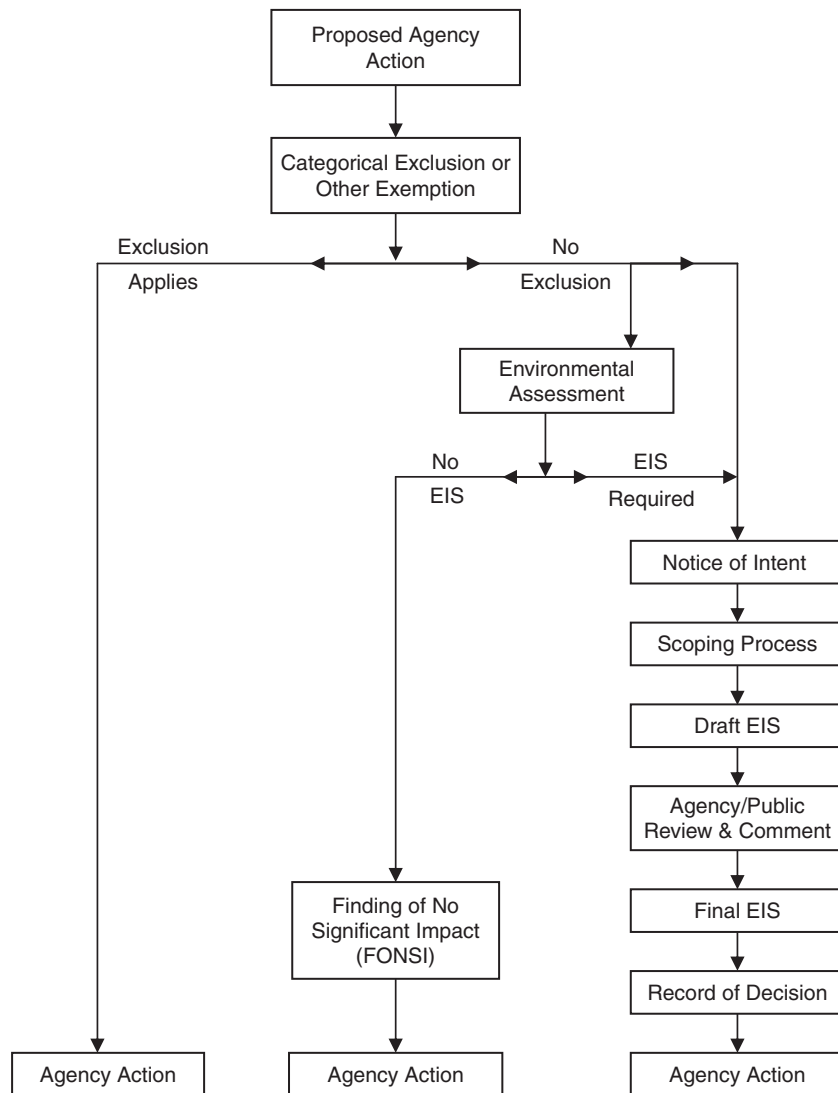 Proposed Agency
Action
Categorical Exclusion or
Other Exemption
Exclusion
Applies
No
Exclusion
Environmental
Assessment
No
EIS
EIS
Required
Notice of Intent
Scoping Process
Draft EIS
Agency/Public
Review & Comment
Finding of No
Significant Impact
(FONSI)
Final EIS
Record of Decision
Agency Action
Agency Action
Agency Action